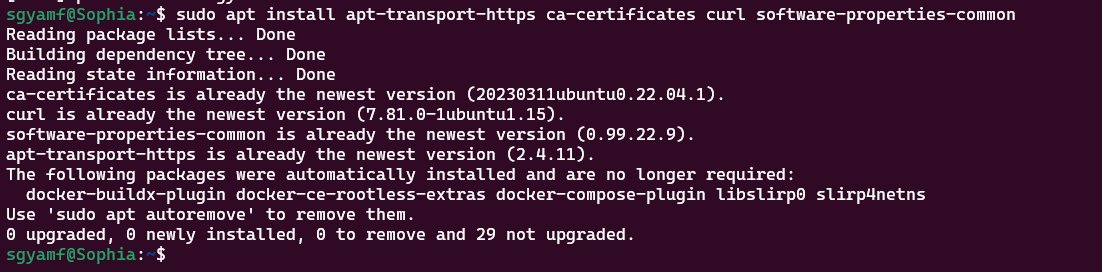 sgyamf@Sophia:~$ sudo apt install apt-transport-https ca-certificates curl software-properties-common
Reading package lists... Done
Building dependency tree... Done
Reading state information... Done
ca-certificates is already the newest version (20230311ubuntu0.22.04.1).
curl is already the newest version (7.81.0-1ubuntu1.15).
software-properties-common is already the newest version (0.99.22.9).
apt-transport-https is already the newest version (2.4.11).
The following packages were automatically installed and are no longer required:
  docker-buildx-plugin docker-ce-rootless-extras docker-compose-plugin libslirp0 slirp4netns
Use 'sudo apt autoremove' to remove them.
0 upgraded, 0 newly installed, 0 to remove and 29 not upgraded.
sgyamf@Sophia:~$